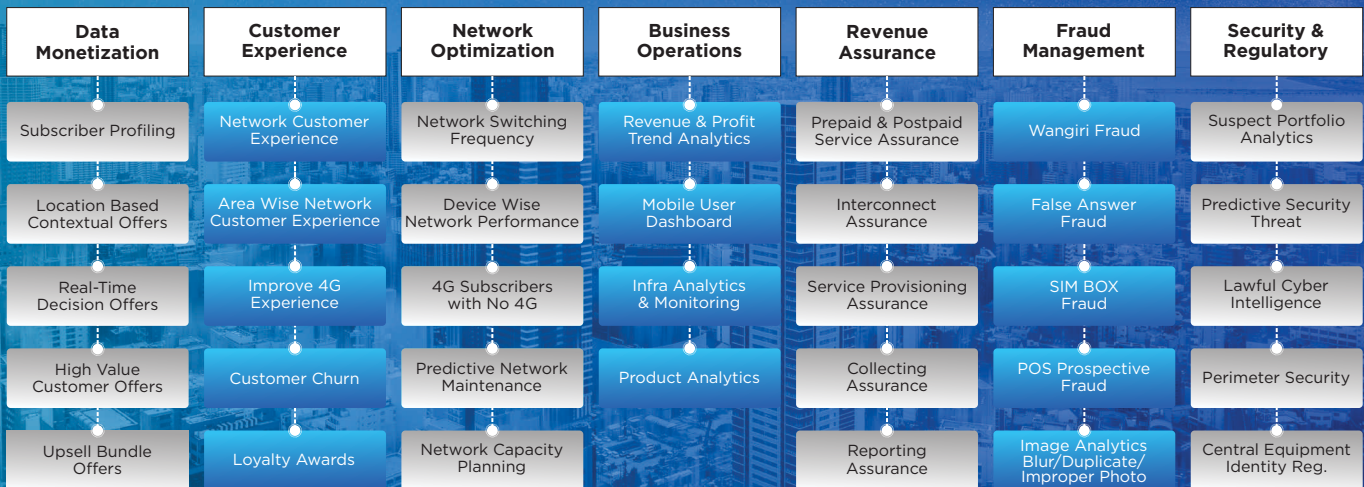 Data
Monetization
Subscriber Profiling
Location Based
Contextual Offers
Real-Time
Decision Offers
High Value
Customer Offers
Upsell Bundle
Offers
Customer
Experience
Network Customer
Experience
Area Wise Network
Customer Experience
Improve 4G
Experience
Customer Churn
Loyalty Awards
Network
Optimization
Network Switching
Frequency
Device Wise
Network Performance
4G Subscribers
with No 4G
Predictive Network
Maintenance
Network Capacity
Planning
Business
Operations
Revenue & Profit
Trend Analytics
Mobile User
Dashboard
Infra Analytics
& Monitoring
Product Analytics
Revenue
Assurance
Prepaid & Postpaid
Service Assurance
Interconnect
Assurance
Service Provisioning
Assurance
Collecting
Assurance
Reporting
Assurance
Fraud
Management
Wangiri Fraud
False Answer
Fraud
SIM BOX
Fraud
POS Prospective
Fraud
Image Analytics
Blur/Duplicate/
Improper Photo
Security &
Regulatory
Suspect Portfolio
Analytics
Predictive Security
Threat
Lawful Cyber
Intelligence
Perimeter Security
Central Equipment
Identity Reg.